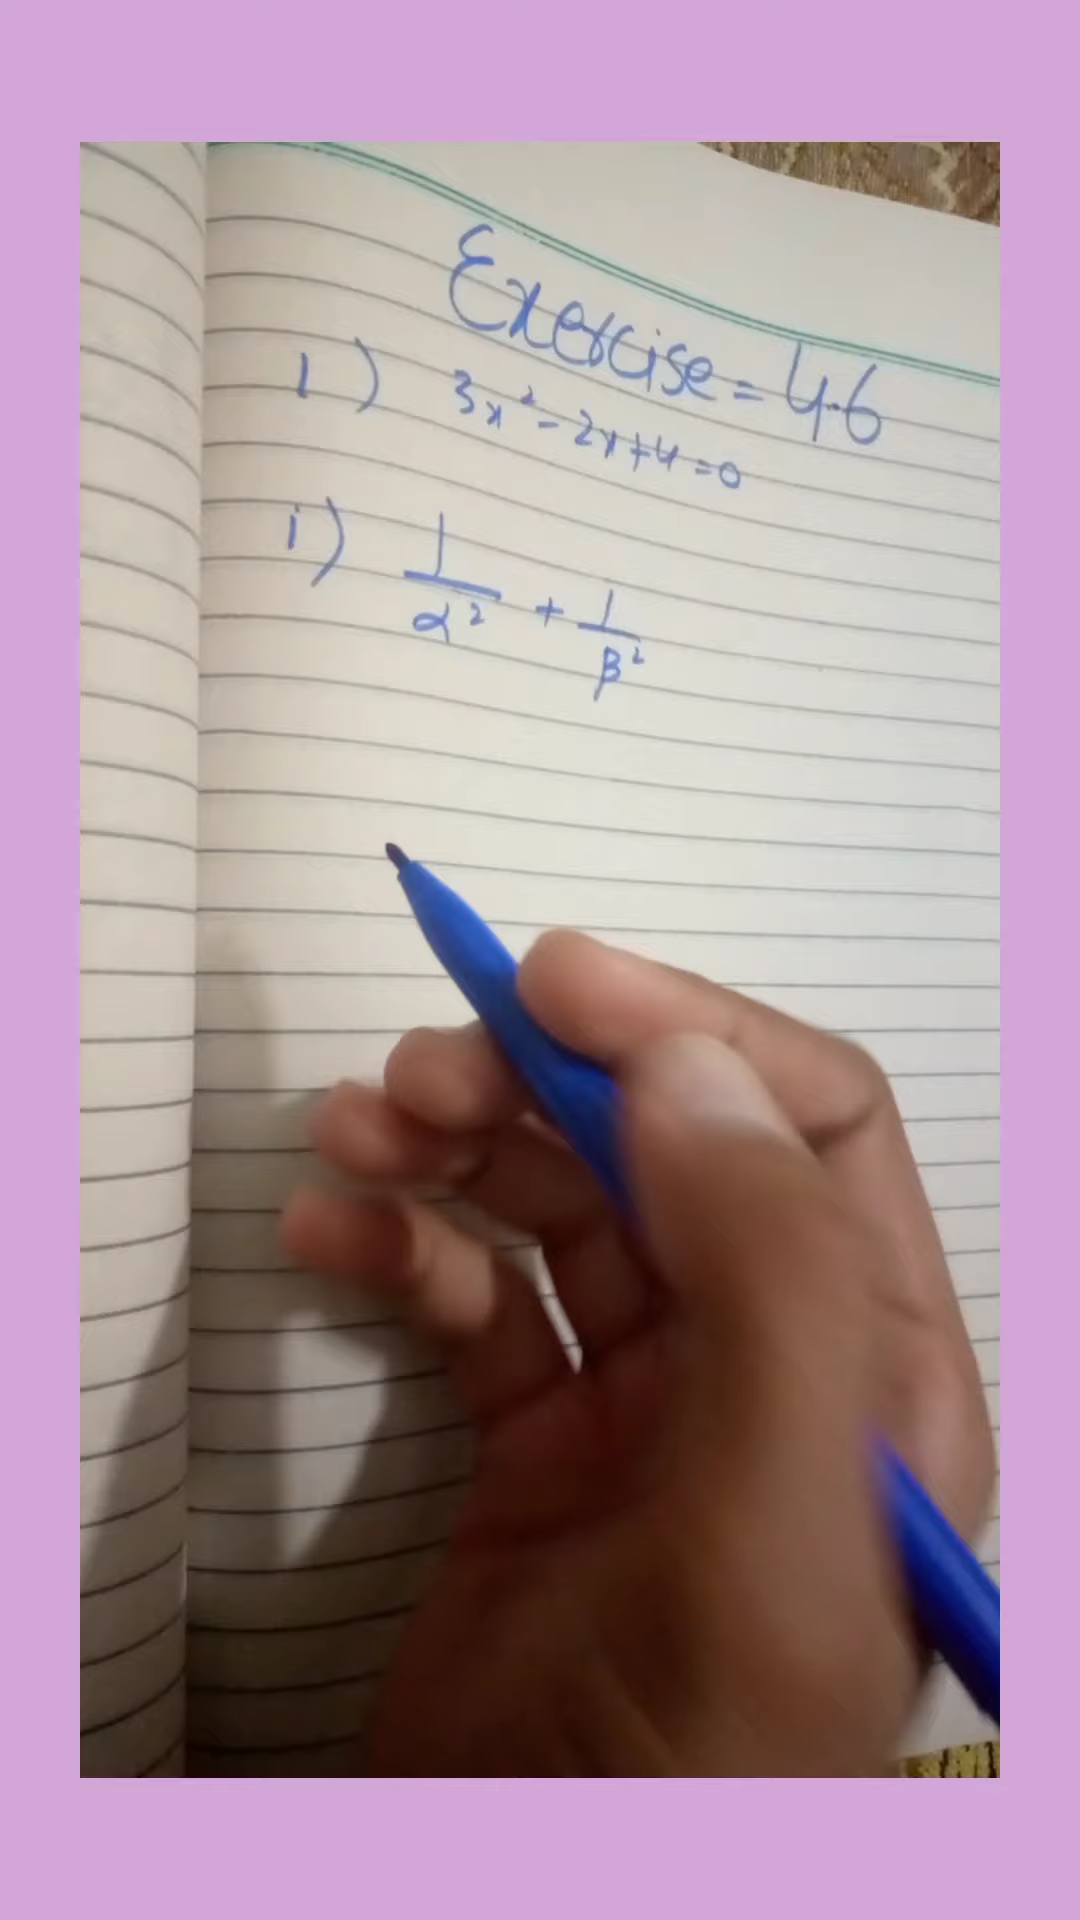 Exercise = 4.6
1) 3x² - 2x + 4 = 0
i) 1/α² + 1/β²